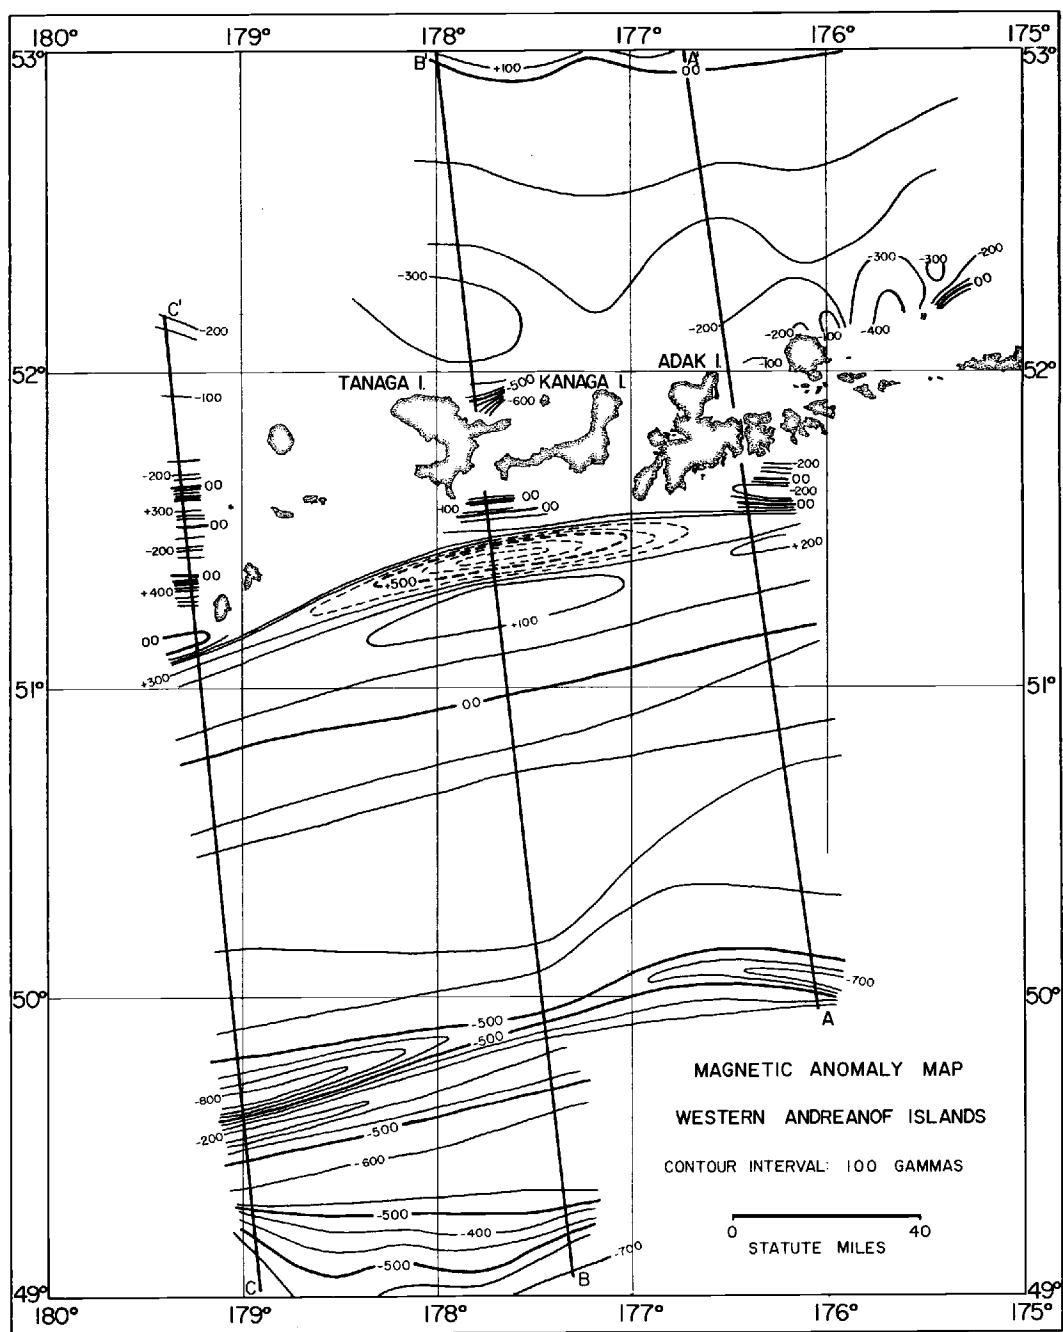 180° 179° 178° 177° 176° 175°
53° 53°
B' +100 A' 00
-200
-300 -300 00
-300
C' -200 -200 -200 -100 -400
-100
52° ADAK I. 52°
TANAGA I. -500 KANAGA I.
-100 -600
-200 -200
00 00 00
+300 -100 00 -200
00 00
-200 +200
00 +500
+400
+100
00
51° +300 51°
00
50° -700 50°
-500 A
-500
MAGNETIC ANOMALY MAP
-800
WESTERN ANDREANOF ISLANDS
-200 -500
-600 CONTOUR INTERVAL: 100 GAMMAS
-500
-400 0 40
-500 -700 STATUTE MILES
C B
49° 49°
180° 179° 178° 177° 176° 175°